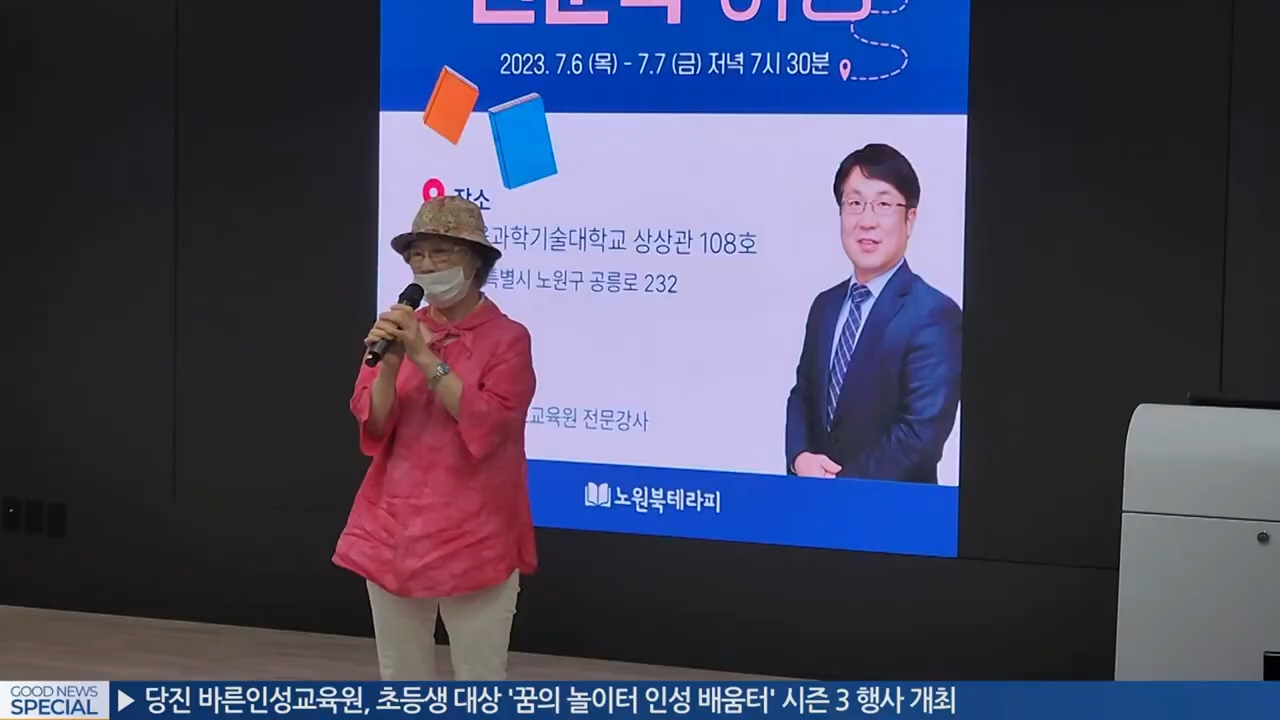 2023. 7.6 (목) - 7.7 (금) 저녁 7시 30분
장소
과학기술대학교 상상관 108호
특별시 노원구 공릉로 232
교육원 전문강사
노원북테라피
GOOD NEWS
SPECIAL
▶ 당진 바른인성교육원, 초등생 대상 '꿈의 놀이터 인성 배움터' 시즌 3 행사 개최